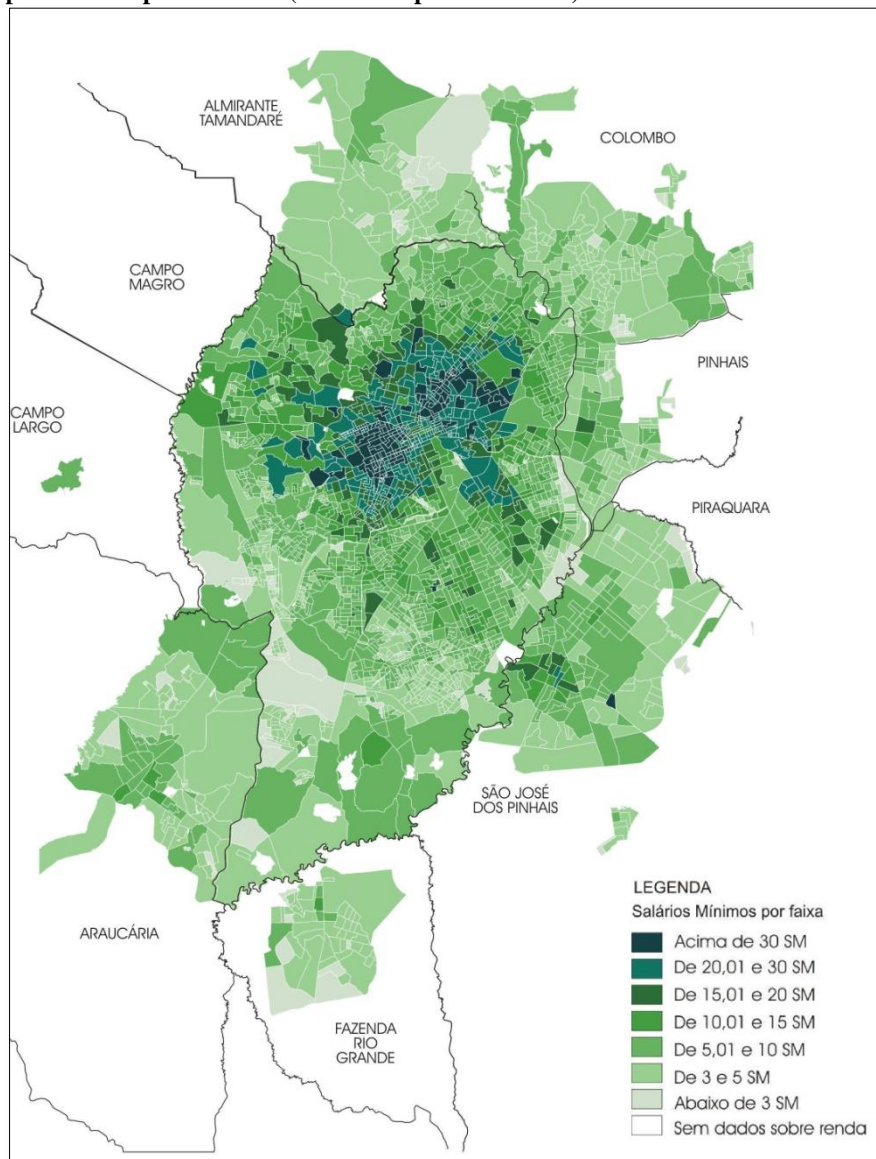 ALMIRANTE
TAMANDARÉ
COLOMBO
CAMPO
MAGRO
PINHAIS
CAMPO
LARGO
PIRAQUARA
SÃO JOSÉ
DOS PINHAIS
ARAUCÁRIA
FAZENDA
RIO
GRANDE
LEGENDA
Salários Mínimos por faixa
Acima de 30 SM
De 20,01 e 30 SM
De 15,01 e 20 SM
De 10,01 e 15 SM
De 5,01 e 10 SM
De 3 e 5 SM
Abaixo de 3 SM
Sem dados sobre renda